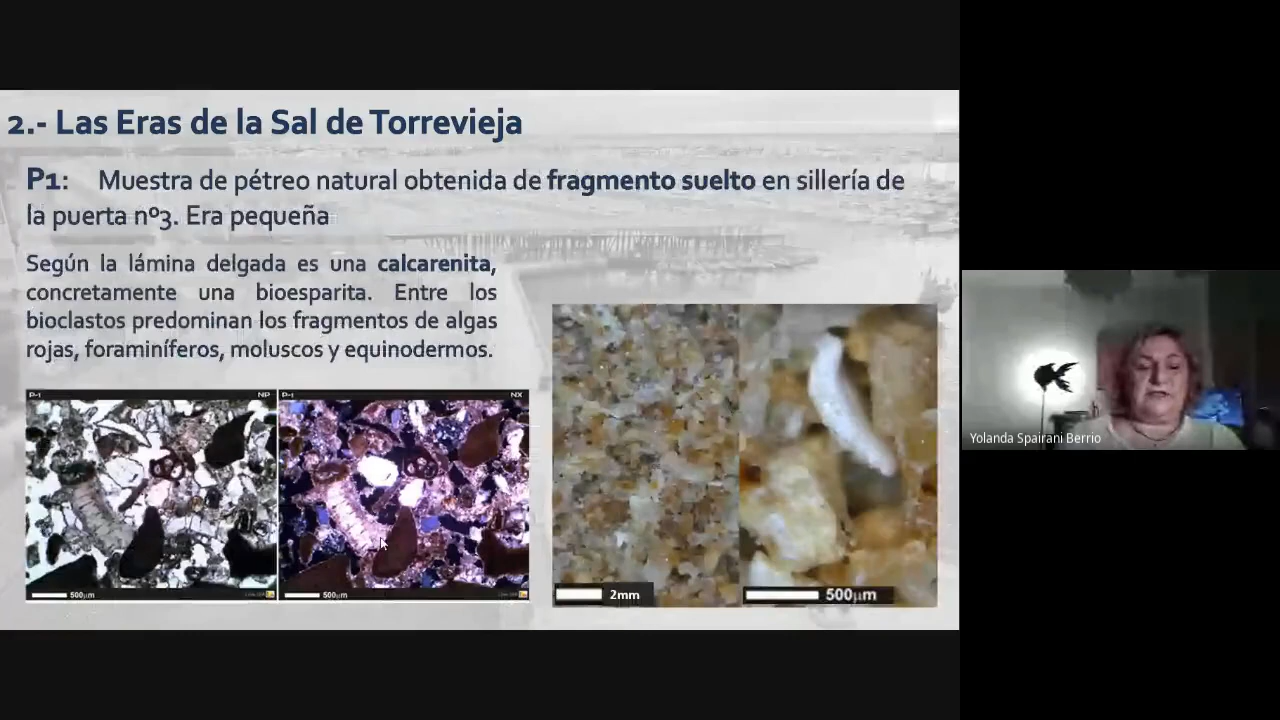 2.- Las Eras de la Sal de Torrevieja
P1: Muestra de pétreo natural obtenida de fragmento suelto en sillería de
la puerta nº3. Era pequeña
Según la lámina delgada es una calcarenita,
concretamente una bioesparita. Entre los
bioclastos predominan los fragmentos de algas
rojas, foraminíferos, moluscos y equinodermos.
P-1 NP
P-1 NX
500µm
500µm
2mm
500µm
Yolanda Spairani Berrio